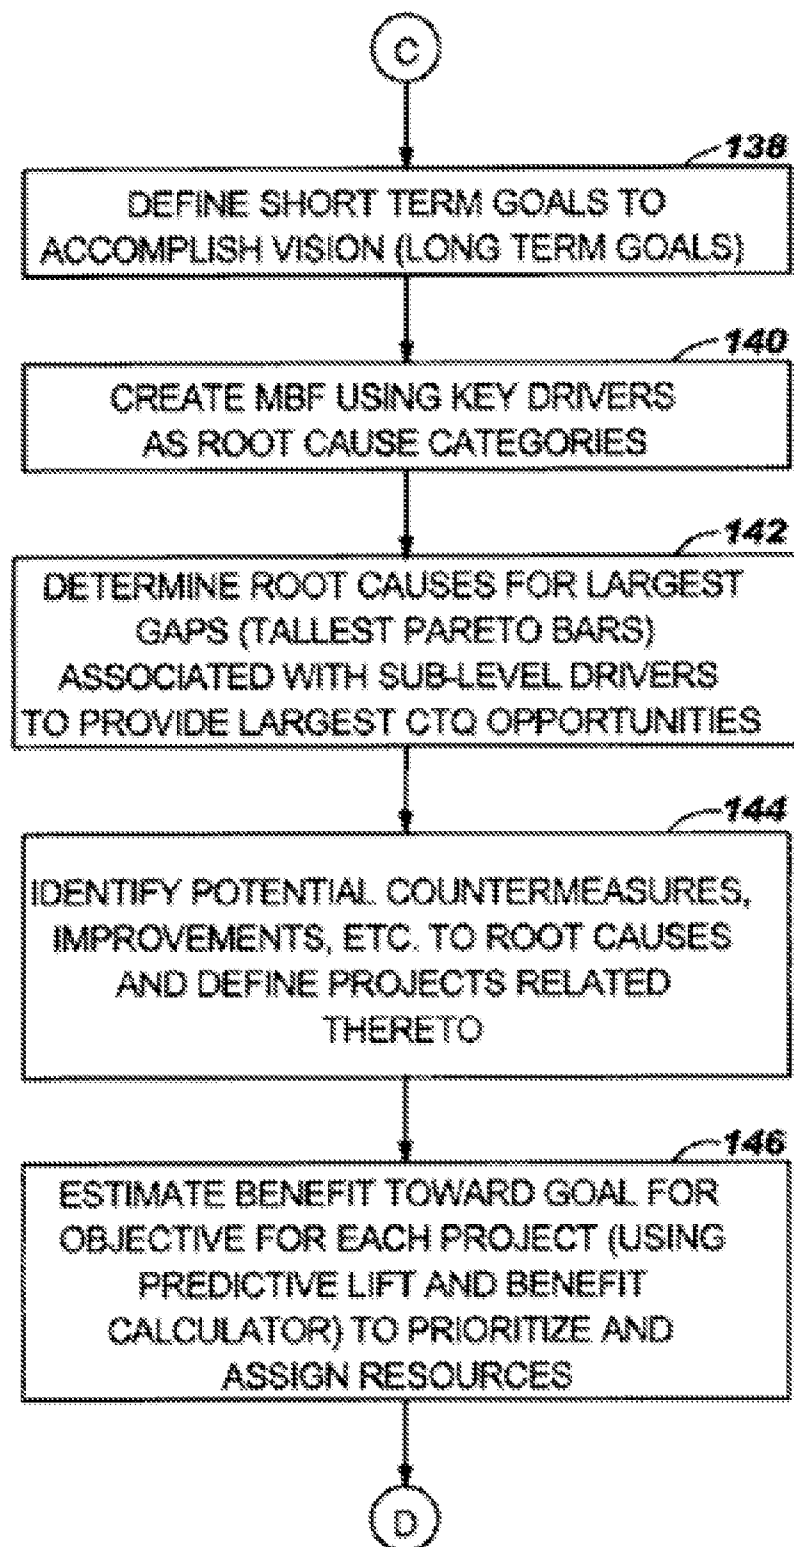 C
138
DEFINE SHORT TERM GOALS TO
ACCOMPLISH VISION (LONG TERM GOALS)
140
CREATE MBF USING KEY DRIVERS
AS ROOT CAUSE CATEGORIES
142
DETERMINE ROOT CAUSES FOR LARGEST
GAPS (TALLEST PARETO BARS)
ASSOCIATED WITH SUB-LEVEL DRIVERS
TO PROVIDE LARGEST CTQ OPPORTUNITIES
144
IDENTIFY POTENTIAL COUNTERMEASURES,
IMPROVEMENTS, ETC. TO ROOT CAUSES
AND DEFINE PROJECTS RELATED
THERETO
146
ESTIMATE BENEFIT TOWARD GOAL FOR
OBJECTIVE FOR EACH PROJECT (USING
PREDICTIVE LIFT AND BENEFIT
CALCULATOR) TO PRIORITIZE AND
ASSIGN RESOURCES
D